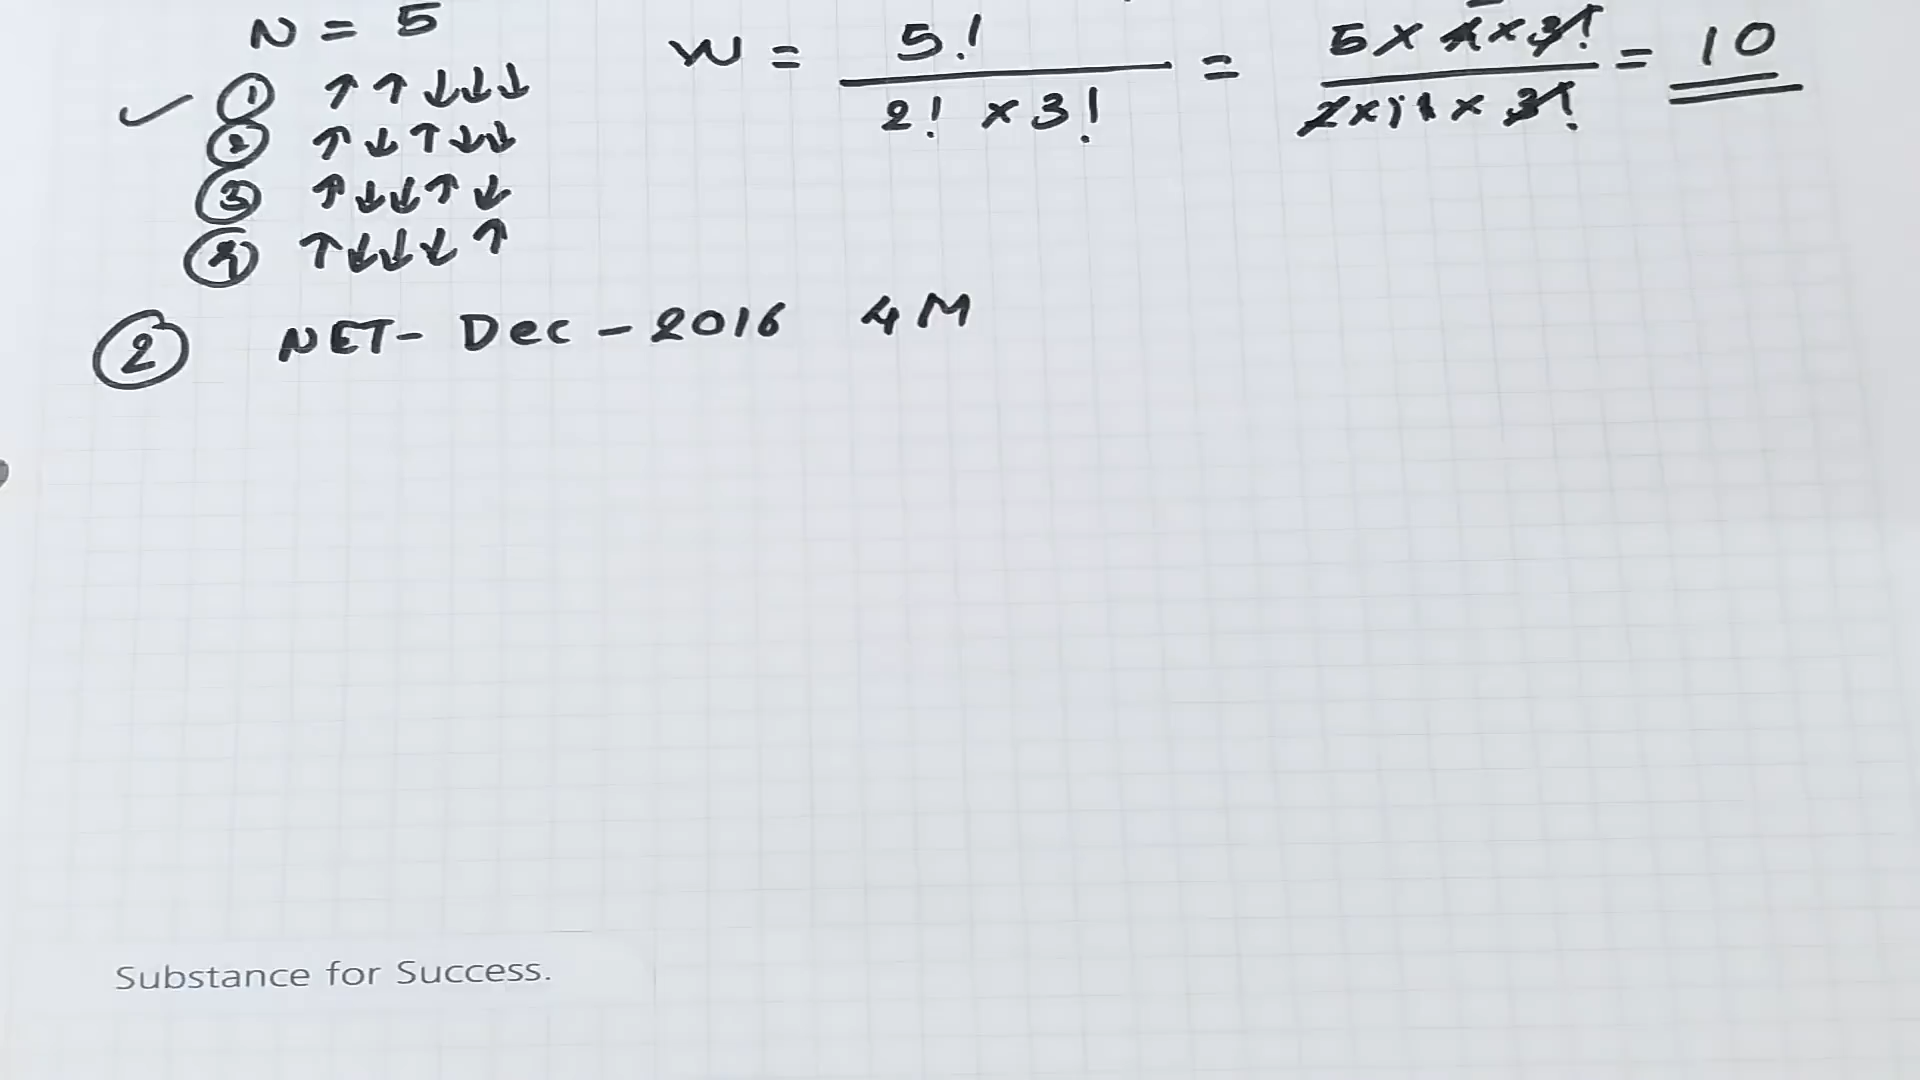 N = 5
① ↑ ↑ ↓ ↓ ↓
② ↑ ↓ ↑ ↓ ↓
③ ↑ ↓ ↓ ↑ ↓
④ ↑ ↓ ↓ ↓ ↑
W = 5! / (2! × 3!) = 5 × 4 × 3! / (2 × 1 × 3!) = 10
② NET - Dec - 2016 4M
Substance for Success.